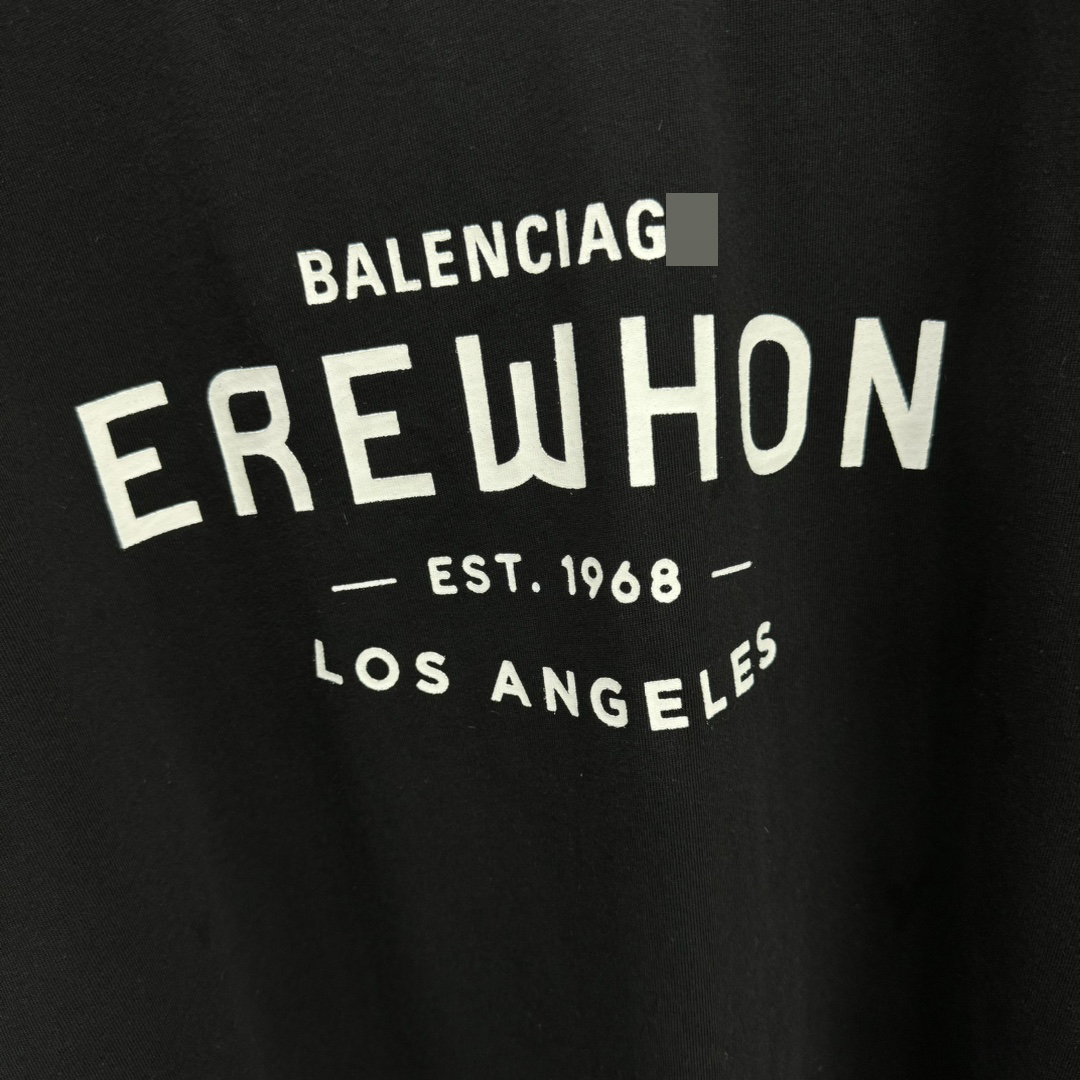 BALENCIAG
EREWHON
— EST. 1968 —
LOS ANGELES